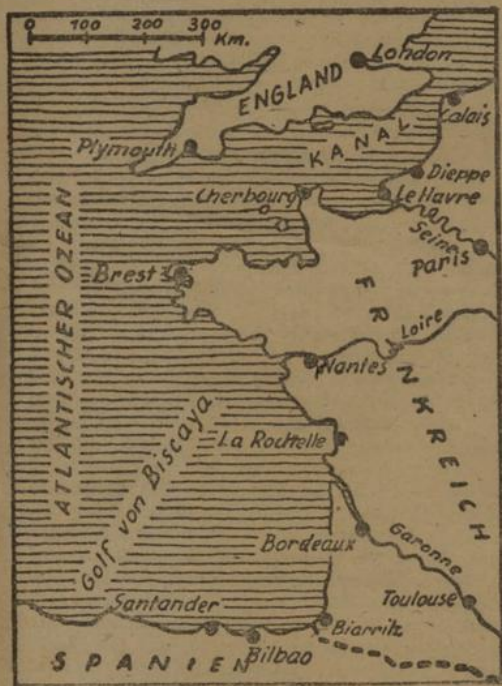 0 100 200 300
Km.
London
ENGLAND
Calais
Plymouth
KANAL
Dieppe
Cherbourg
Le Havre
Seine
Paris
Brest
ATLANTISCHER OZEAN
FRANKREICH
Loire
Nantes
Golf von Biscaya
La Rochelle
Bordeaux
Garonne
Toulouse
Santander
Biarritz
Bilbao
SPANIEN